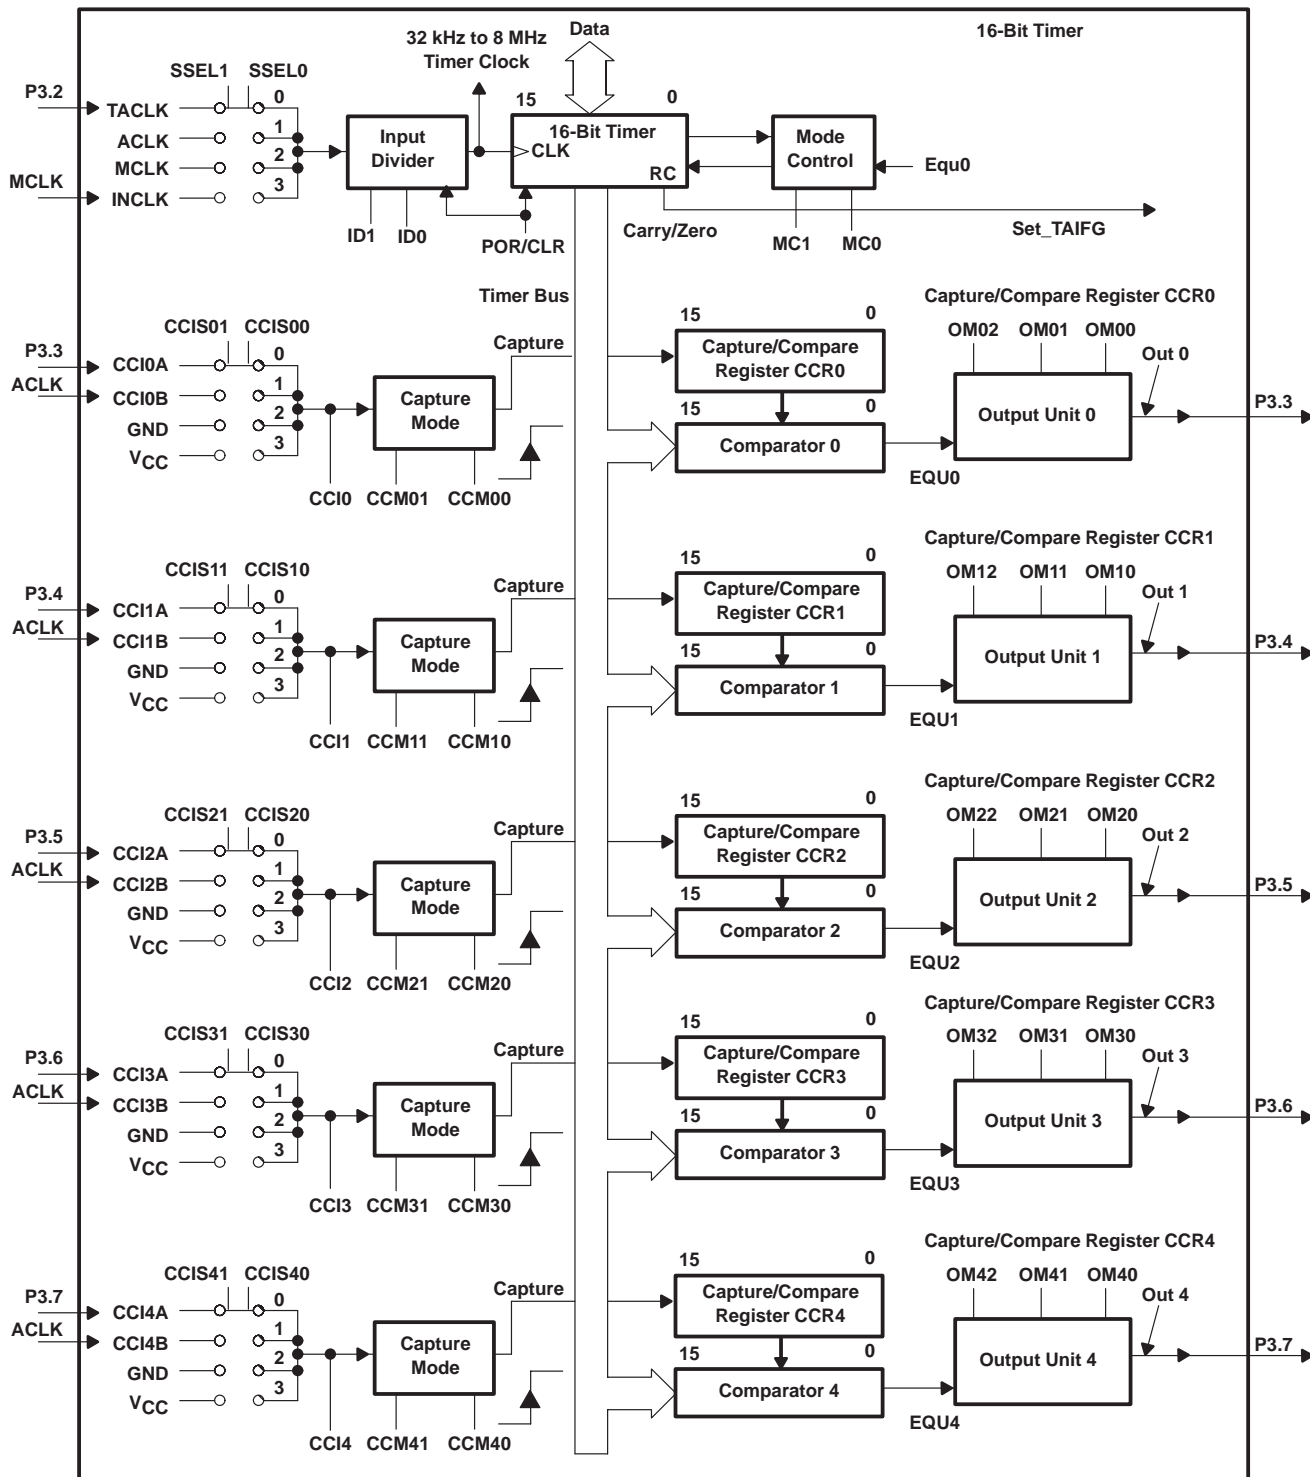 16-Bit Timer
32 kHz to 8 MHz
Timer Clock
Data
SSEL1 SSEL0
P3.2
TACLK
0
ACLK
1
MCLK
2
MCLK
INCLK
3
Input
Divider
ID1 ID0
15 0
16-Bit Timer
CLK
RC
POR/CLR
Mode
Control
Equ0
MC1 MC0
Carry/Zero
Set_TAIFG
Timer Bus
CCIS01 CCIS00
P3.3
CCI0A
0
ACLK
CCI0B
1
GND
2
VCC
3
Capture
Mode
Capture
CCI0 CCM01 CCM00
15 0
Capture/Compare
Register CCR0
15 0
Comparator 0
EQU0
Capture/Compare Register CCR0
OM02 OM01 OM00
Output Unit 0
Out 0
P3.3
CCIS11 CCIS10
P3.4
CCI1A
0
ACLK
CCI1B
1
GND
2
VCC
3
Capture
Mode
Capture
CCI1 CCM11 CCM10
15 0
Capture/Compare
Register CCR1
15 0
Comparator 1
EQU1
Capture/Compare Register CCR1
OM12 OM11 OM10
Output Unit 1
Out 1
P3.4
CCIS21 CCIS20
P3.5
CCI2A
0
ACLK
CCI2B
1
GND
2
VCC
3
Capture
Mode
Capture
CCI2 CCM21 CCM20
15 0
Capture/Compare
Register CCR2
15 0
Comparator 2
EQU2
Capture/Compare Register CCR2
OM22 OM21 OM20
Output Unit 2
Out 2
P3.5
CCIS31 CCIS30
P3.6
CCI3A
0
ACLK
CCI3B
1
GND
2
VCC
3
Capture
Mode
Capture
CCI3 CCM31 CCM30
15 0
Capture/Compare
Register CCR3
15 0
Comparator 3
EQU3
Capture/Compare Register CCR3
OM32 OM31 OM30
Output Unit 3
Out 3
P3.6
CCIS41 CCIS40
P3.7
CCI4A
0
ACLK
CCI4B
1
GND
2
VCC
3
Capture
Mode
Capture
CCI4 CCM41 CCM40
15 0
Capture/Compare
Register CCR4
15 0
Comparator 4
EQU4
Capture/Compare Register CCR4
OM42 OM41 OM40
Output Unit 4
Out 4
P3.7